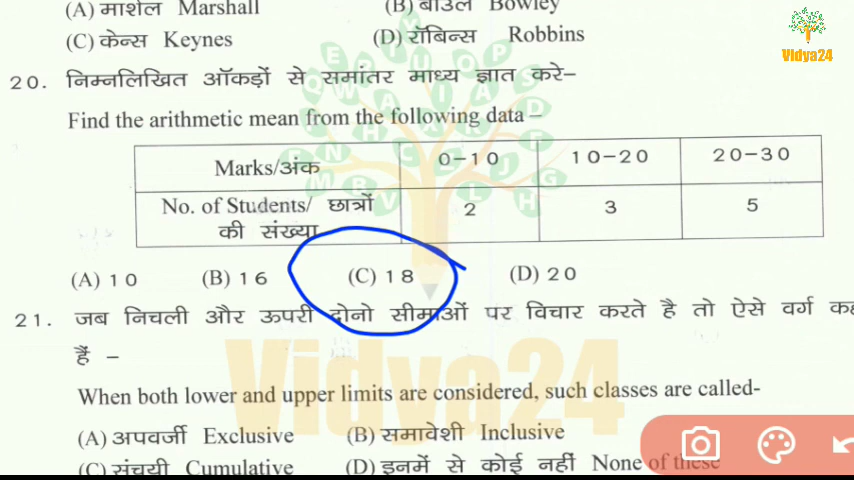 (A) मार्शल Marshall (B) बाउले Bowley
(C) केन्स Keynes (D) रॉबिन्स Robbins
20. निम्नलिखित ऑकड़ों से समांतर माध्य ज्ञात करे–
Find the arithmetic mean from the following data –
Marks/अंक 0–10 10–20 20–30
No. of Students/ छात्रों 2 3 5
की संख्या
(A) 10 (B) 16 (C) 18 (D) 20
21. जब निचली और ऊपरी दोनो सीमाओं पर विचार करते है तो ऐसे वर्ग
हैं –
When both lower and upper limits are considered, such classes are called-
(A) अपवर्जी Exclusive (B) समावेशी Inclusive
(C) संचयी Cumulative (D) इनमें से कोई नहीं None of these
Vidya24
Vidya24